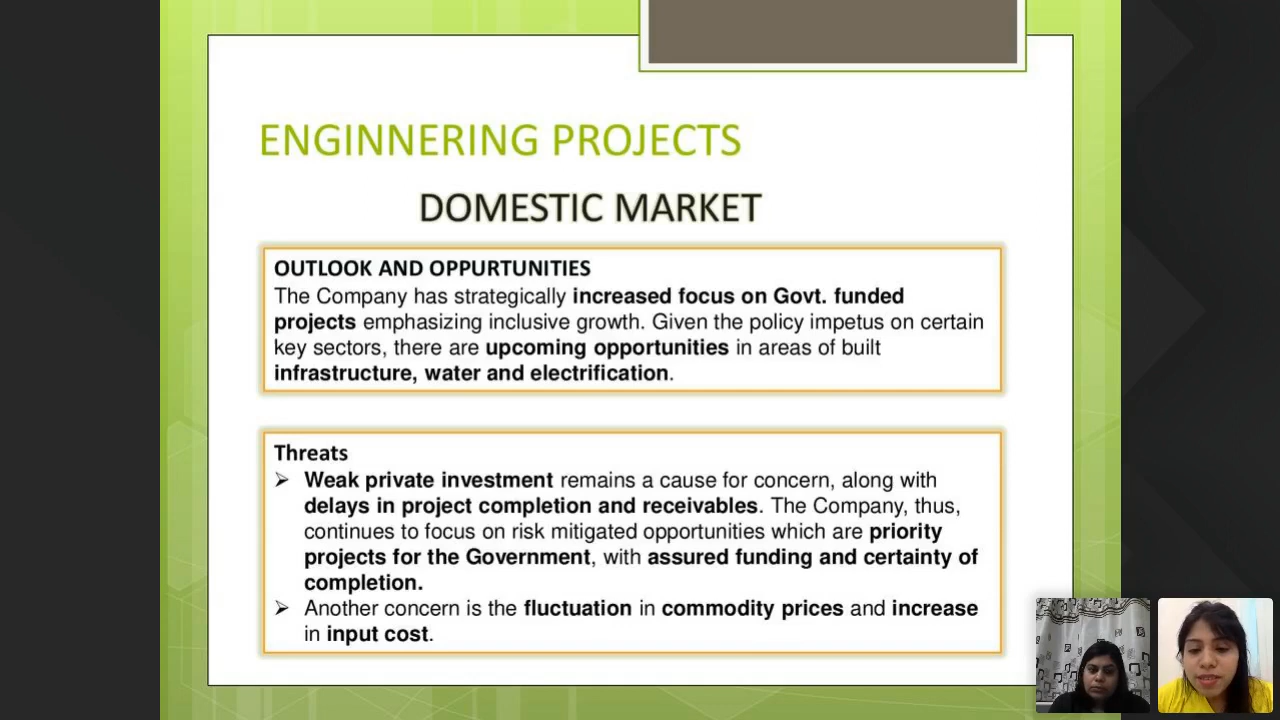 ENGINNERING PROJECTS
DOMESTIC MARKET
OUTLOOK AND OPPURTUNITIES
The Company has strategically increased focus on Govt. funded
projects emphasizing inclusive growth. Given the policy impetus on certain
key sectors, there are upcoming opportunities in areas of built
infrastructure, water and electrification.
Threats
➢ Weak private investment remains a cause for concern, along with
delays in project completion and receivables. The Company, thus,
continues to focus on risk mitigated opportunities which are priority
projects for the Government, with assured funding and certainty of
completion.
➢ Another concern is the fluctuation in commodity prices and increase
in input cost.